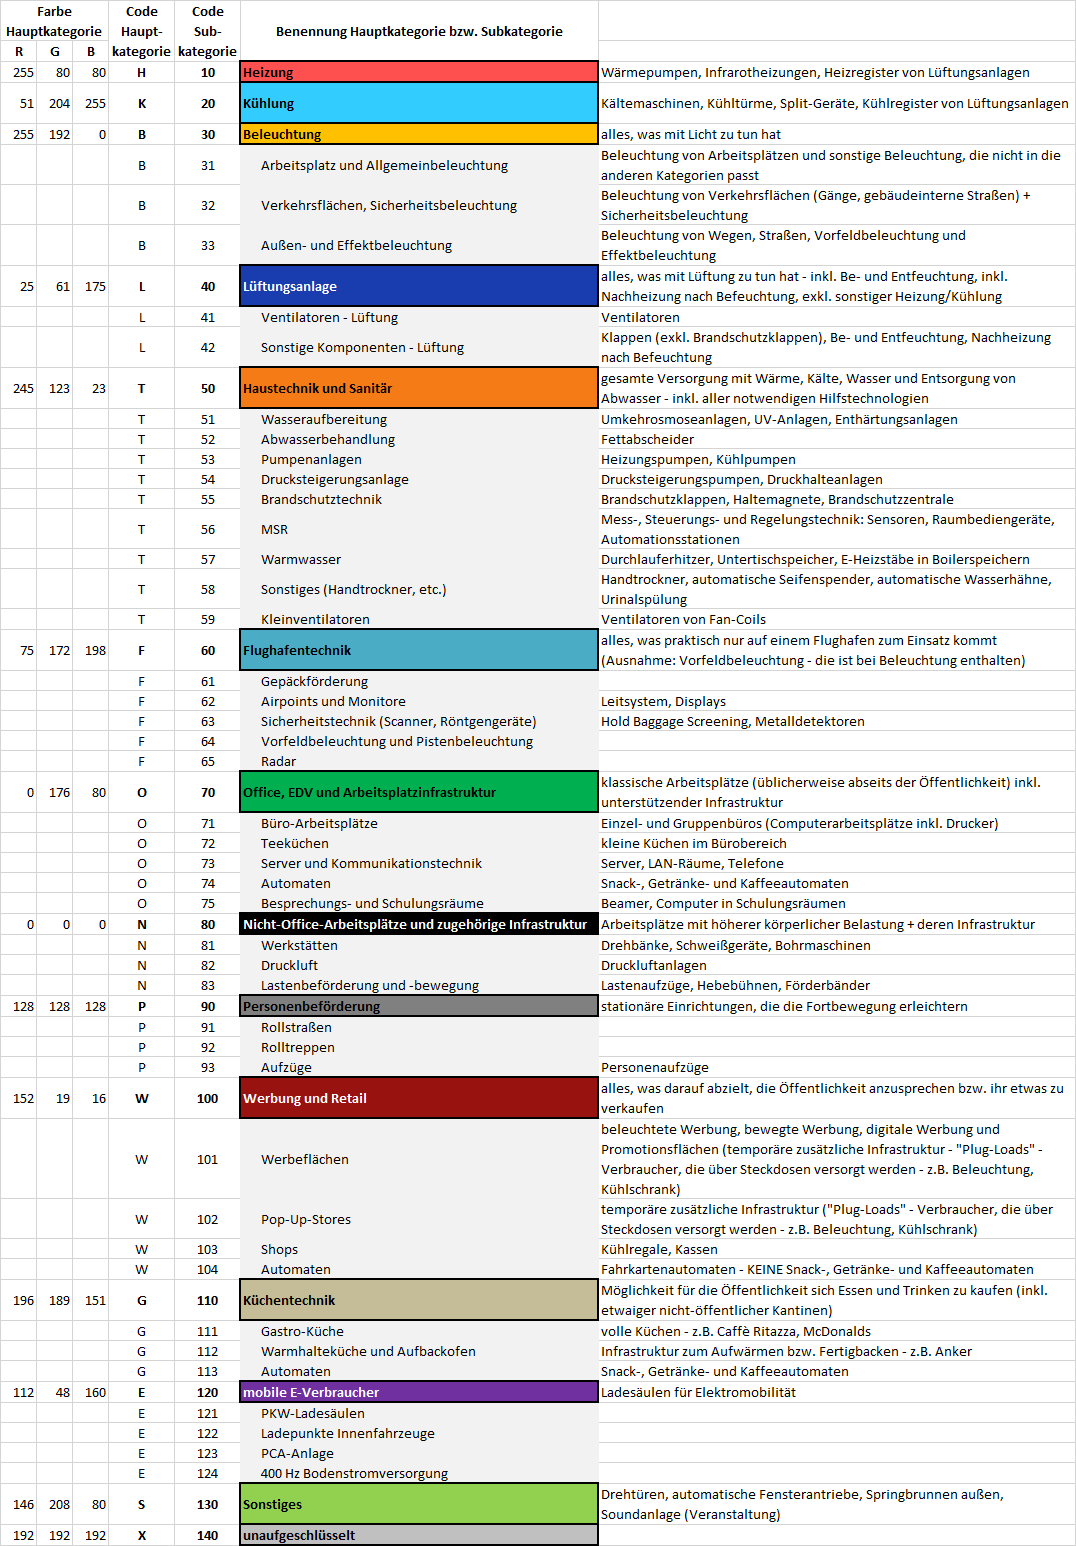 Farbe Hauptkategorie Code Haupt-kategorie Code Sub-kategorie Benennung Hauptkategorie bzw. Subkategorie
R G B
255 80 80 H 10 Heizung Wärmepumpen, Infrarotheizungen, Heizregister von Lüftungsanlagen
51 204 255 K 20 Kühlung Kältemaschinen, Kühltürme, Split-Geräte, Kühlregister von Lüftungsanlagen
255 192 0 B 30 Beleuchtung alles, was mit Licht zu tun hat
B 31 Arbeitsplatz und Allgemeinbeleuchtung Beleuchtung von Arbeitsplätzen und sonstige Beleuchtung, die nicht in die
anderen Kategorien passt
B 32 Verkehrsflächen, Sicherheitsbeleuchtung Beleuchtung von Verkehrsflächen (Gänge, gebäudeinterne Straßen) +
Sicherheitsbeleuchtung
B 33 Außen- und Effektbeleuchtung Beleuchtung von Wegen, Straßen, Vorfeldbeleuchtung und
Effektbeleuchtung
25 61 175 L 40 Lüftungsanlage alles, was mit Lüftung zu tun hat - inkl. Be- und Entfeuchtung, inkl.
Nachheizung nach Befeuchtung, exkl. sonstiger Heizung/Kühlung
L 41 Ventilatoren - Lüftung Ventilatoren
L 42 Sonstige Komponenten - Lüftung Klappen (exkl. Brandschutzklappen), Be- und Entfeuchtung, Nachheizung
nach Befeuchtung
245 123 23 T 50 Haustechnik und Sanitär gesamte Versorgung mit Wärme, Kälte, Wasser und Entsorgung von
Abwasser - inkl. aller notwendigen Hilfstechnologien
T 51 Wasseraufbereitung Umkehrosmoseanlagen, UV-Anlagen, Enthärtungsanlagen
T 52 Abwasserbehandlung Fettabscheider
T 53 Pumpenanlagen Heizungspumpen, Kühlpumpen
T 54 Drucksteigerungsanlage Drucksteigerungspumpen, Druckhalteanlagen
T 55 Brandschutztechnik Brandschutzklappen, Haltemagnete, Brandschutzzentrale
T 56 MSR Mess-, Steuerungs- und Regelungstechnik: Sensoren, Raumbediengeräte,
Automationsstationen
T 57 Warmwasser Durchlauferhitzer, Untertischspeicher, E-Heizstäbe in Boilerspeichern
T 58 Sonstiges (Handtrockner, etc.) Handtrockner, automatische Seifenspender, automatische Wasserhähne,
Urinalspülung
T 59 Kleinventilatoren Ventilatoren von Fan-Coils
75 172 198 F 60 Flughafentechnik alles, was praktisch nur auf einem Flughafen zum Einsatz kommt
(Ausnahme: Vorfeldbeleuchtung - die ist bei Beleuchtung enthalten)
F 61 Gepäckförderung
F 62 Airpoints und Monitore Leitsystem, Displays
F 63 Sicherheitstechnik (Scanner, Röntgengeräte) Hold Baggage Screening, Metalldetektoren
F 64 Vorfeldbeleuchtung und Pistenbeleuchtung
F 65 Radar
0 176 80 O 70 Office, EDV und Arbeitsplatzinfrastruktur klassische Arbeitsplätze (üblicherweise abseits der Öffentlichkeit) inkl.
unterstützender Infrastruktur
O 71 Büro-Arbeitsplätze Einzel- und Gruppenbüros (Computerarbeitsplätze inkl. Drucker)
O 72 Teeküchen kleine Küchen im Bürobereich
O 73 Server und Kommunikationstechnik Server, LAN-Räume, Telefone
O 74 Automaten Snack-, Getränke- und Kaffeeautomaten
O 75 Besprechungs- und Schulungsräume Beamer, Computer in Schulungsräumen
0 0 0 N 80 Nicht-Office-Arbeitsplätze und zugehörige Infrastruktur Arbeitsplätze mit höherer körperlicher Belastung + deren Infrastruktur
N 81 Werkstätten Drehbänke, Schweißgeräte, Bohrmaschinen
N 82 Druckluft Druckluftanlagen
N 83 Lastenbeförderung und -bewegung Lastenaufzüge, Hebebühnen, Förderbänder
128 128 128 P 90 Personenbeförderung stationäre Einrichtungen, die die Fortbewegung erleichtern
P 91 Rollstraßen
P 92 Rolltreppen
P 93 Aufzüge Personenaufzüge
152 19 16 W 100 Werbung und Retail alles, was darauf abzielt, die Öffentlichkeit anzusprechen bzw. ihr etwas zu
verkaufen
W 101 Werbeflächen beleuchtete Werbung, bewegte Werbung, digitale Werbung und
Promotionsflächen (temporäre zusätzliche Infrastruktur - "Plug-Loads" -
Verbraucher, die über Steckdosen versorgt werden - z.B. Beleuchtung,
Kühlschrank)
W 102 Pop-Up-Stores temporäre zusätzliche Infrastruktur ("Plug-Loads" - Verbraucher, die über
Steckdosen versorgt werden - z.B. Beleuchtung, Kühlschrank)
W 103 Shops Kühlregale, Kassen
W 104 Automaten Fahrkartenautomaten - KEINE Snack-, Getränke- und Kaffeeautomaten
196 189 151 G 110 Küchentechnik Möglichkeit für die Öffentlichkeit sich Essen und Trinken zu kaufen (inkl.
etwaiger nicht-öffentlicher Kantinen)
G 111 Gastro-Küche volle Küchen - z.B. Caffè Ritazza, McDonalds
G 112 Warmhalteküche und Aufbackofen Infrastruktur zum Aufwärmen bzw. Fertigbacken - z.B. Anker
G 113 Automaten Snack-, Getränke- und Kaffeeautomaten
112 48 160 E 120 mobile E-Verbraucher Ladesäulen für Elektromobilität
E 121 PKW-Ladesäulen
E 122 Ladepunkte Innenfahrzeuge
E 123 PCA-Anlage
E 124 400 Hz Bodenstromversorgung
146 208 80 S 130 Sonstiges Drehtüren, automatische Fensterantriebe, Springbrunnen außen,
Soundanlage (Veranstaltung)
192 192 192 X 140 unaufgeschlüsselt